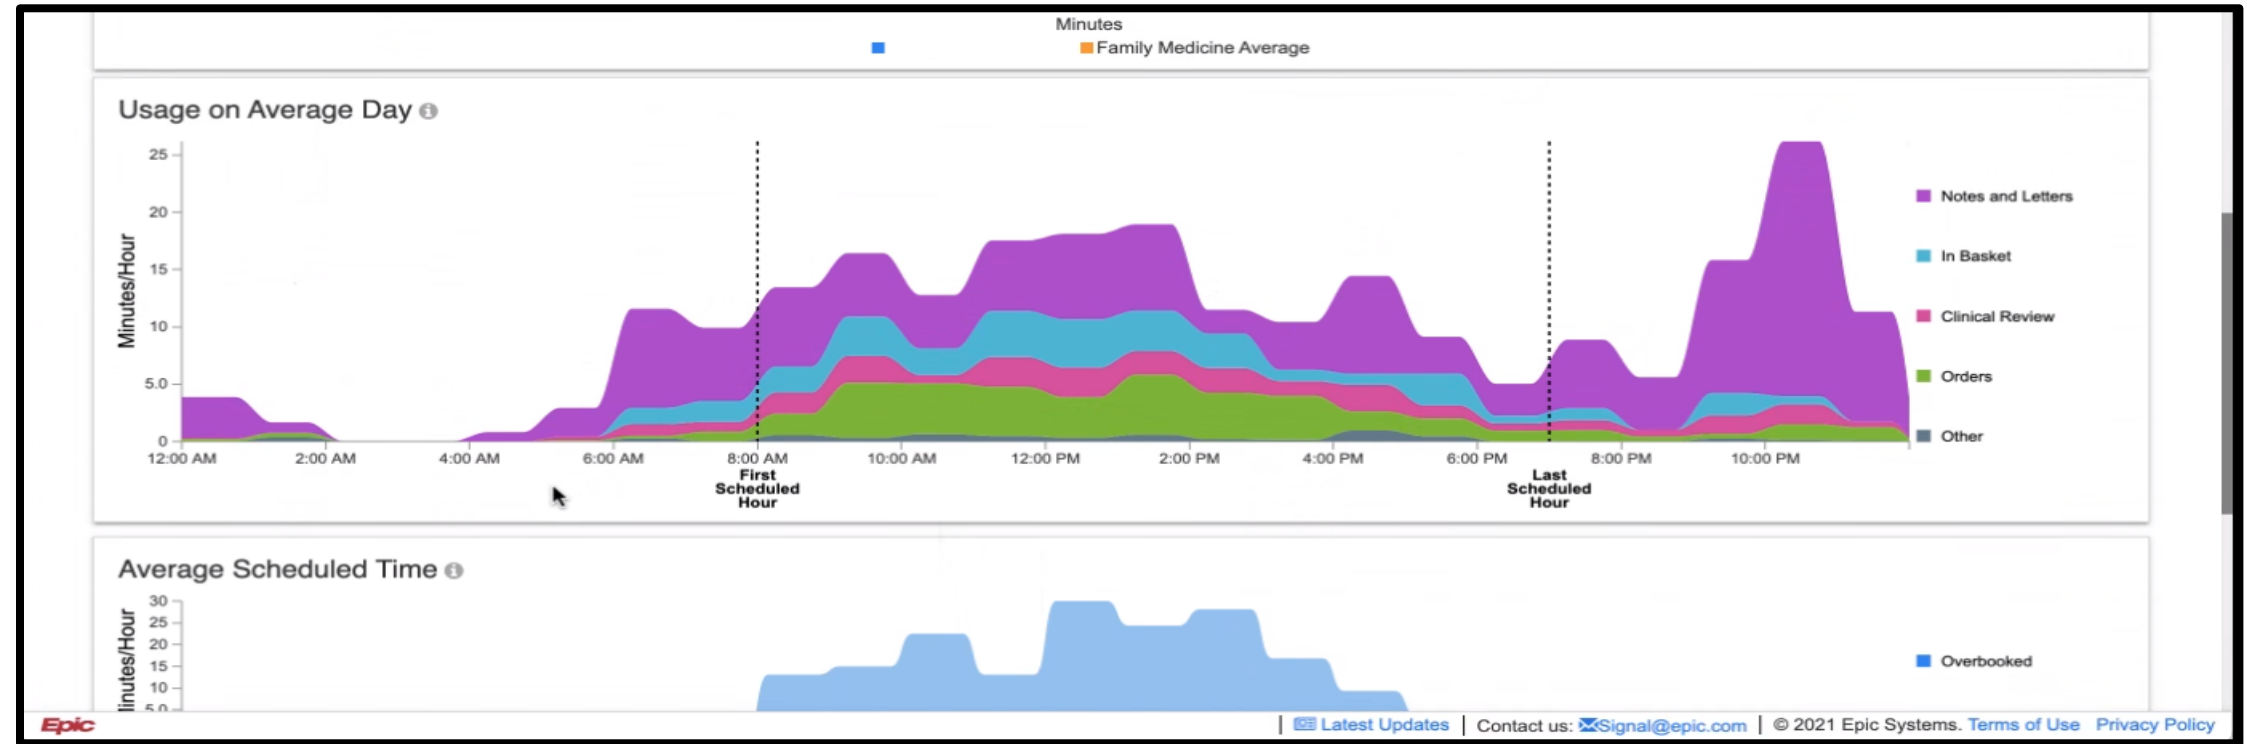 Minutes
Family Medicine Average
Usage on Average Day
Minutes/Hour
25
20
15
10
5.0
0
12:00 AM 2:00 AM 4:00 AM 6:00 AM 8:00 AM 10:00 AM 12:00 PM 2:00 PM 4:00 PM 6:00 PM 8:00 PM 10:00 PM
First
Scheduled
Hour
Last
Scheduled
Hour
Notes and Letters
In Basket
Clinical Review
Orders
Other
Average Scheduled Time
30
25
20
15
10
5.0
Overbooked
Epic
| Latest Updates | Contact us: Signal@epic.com | © 2021 Epic Systems. Terms of Use Privacy Policy